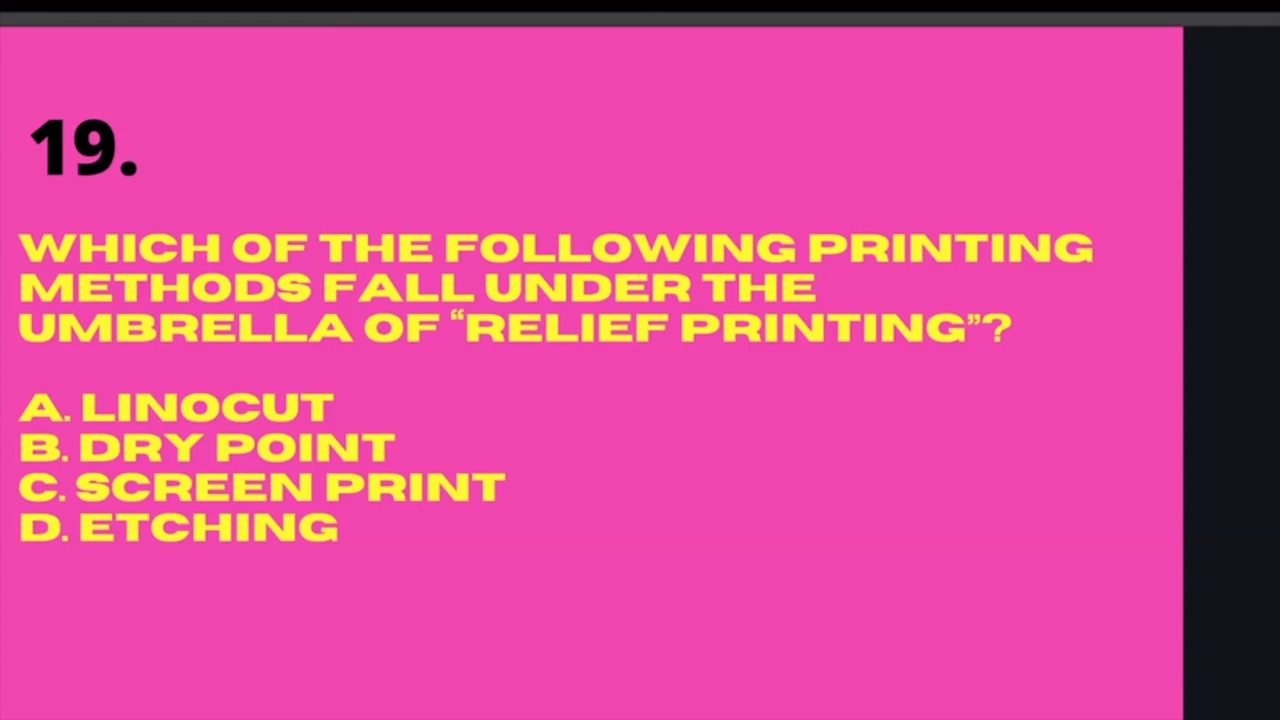 19.
WHICH OF THE FOLLOWING PRINTING
METHODS FALL UNDER THE
UMBRELLA OF “RELIEF PRINTING”?
A. LINOCUT
B. DRY POINT
C. SCREEN PRINT
D. ETCHING